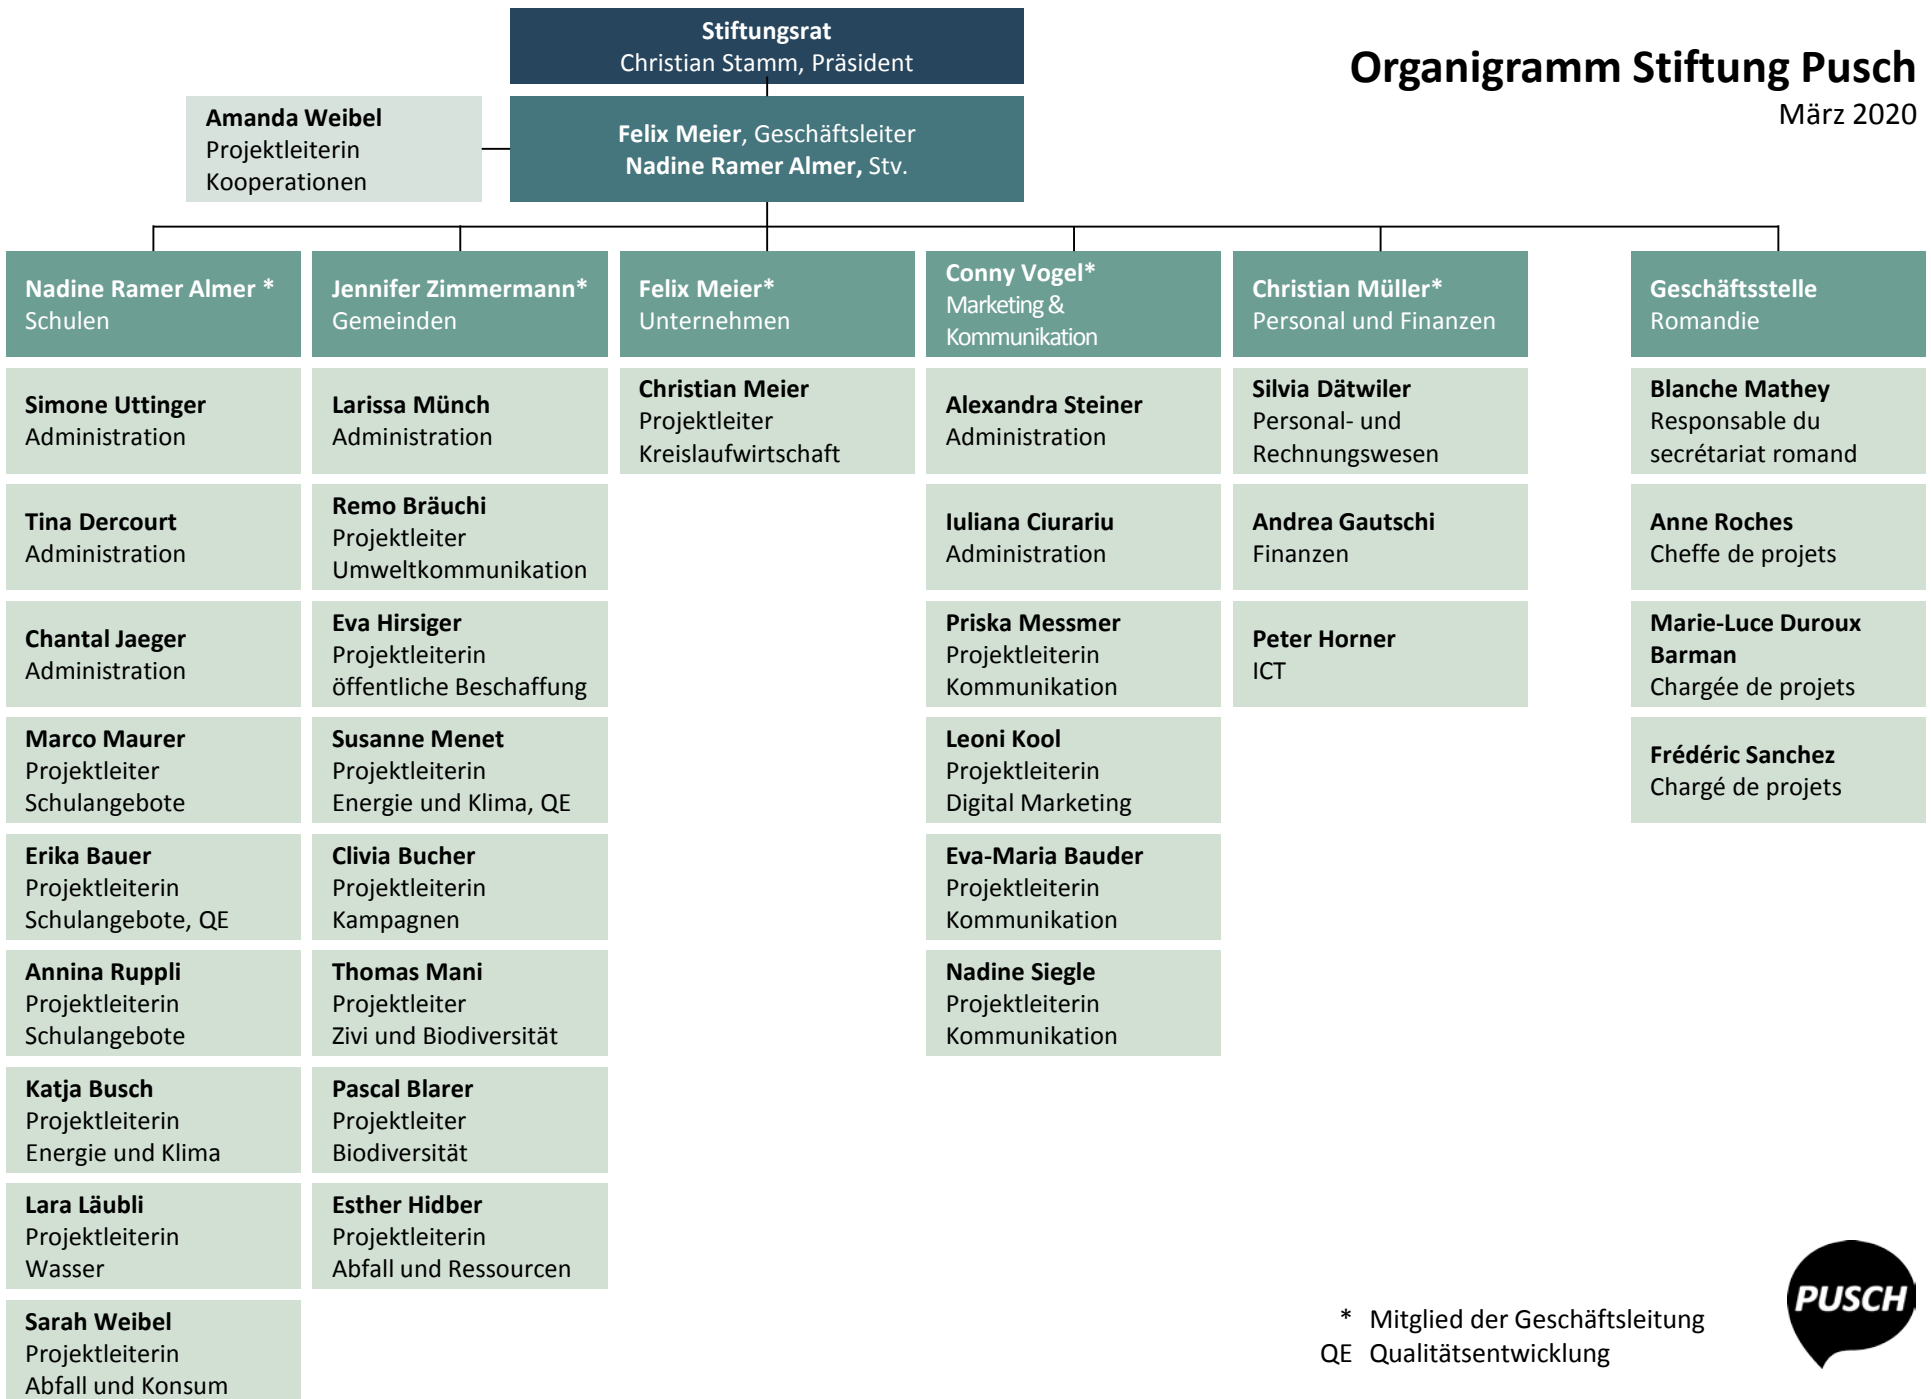 Stiftungsrat
Christian Stamm, Präsident
Organigramm Stiftung Pusch
März 2020
Amanda Weibel
Projektleiterin
Kooperationen
Felix Meier, Geschäftsleiter
Nadine Ramer Almer, Stv.
Nadine Ramer Almer *
Schulen
Simone Uttinger
Administration
Tina Dercourt
Administration
Chantal Jaeger
Administration
Marco Maurer
Projektleiter
Schulangebote
Erika Bauer
Projektleiterin
Schulangebote, QE
Annina Ruppli
Projektleiterin
Schulangebote
Katja Busch
Projektleiterin
Energie und Klima
Lara Läubli
Projektleiterin
Wasser
Sarah Weibel
Projektleiterin
Abfall und Konsum
Jennifer Zimmermann*
Gemeinden
Larissa Münch
Administration
Remo Bräuchi
Projektleiter
Umweltkommunikation
Eva Hirsiger
Projektleiterin
öffentliche Beschaffung
Susanne Menet
Projektleiterin
Energie und Klima, QE
Clivia Bucher
Projektleiterin
Kampagnen
Thomas Mani
Projektleiter
Zivi und Biodiversität
Pascal Blarer
Projektleiter
Biodiversität
Esther Hidber
Projektleiterin
Abfall und Ressourcen
Felix Meier*
Unternehmen
Christian Meier
Projektleiter
Kreislaufwirtschaft
Conny Vogel*
Marketing &
Kommunikation
Alexandra Steiner
Administration
Iuliana Ciurariu
Administration
Priska Messmer
Projektleiterin
Kommunikation
Leoni Kool
Projektleiterin
Digital Marketing
Eva-Maria Bauder
Projektleiterin
Kommunikation
Nadine Siegle
Projektleiterin
Kommunikation
Christian Müller*
Personal und Finanzen
Silvia Dätwiler
Personal- und
Rechnungswesen
Andrea Gautschi
Finanzen
Peter Horner
ICT
Geschäftsstelle
Romandie
Blanche Mathey
Responsable du
secrétariat romand
Anne Roches
Cheffe de projets
Marie-Luce Duroux
Barman
Chargée de projets
Frédéric Sanchez
Chargé de projets
* Mitglied der Geschäftsleitung
QE Qualitätsentwicklung
PUSCH